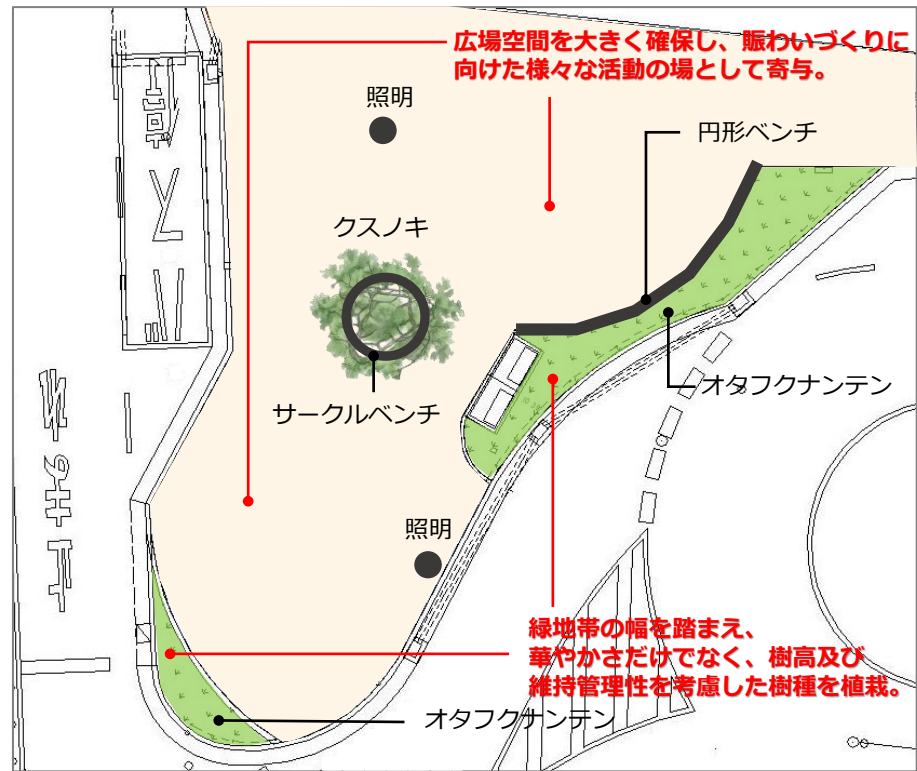 広場空間を大きく確保し、賑わいづくりに
向けた様々な活動の場として寄与。
照明
円形ベンチ
クスノキ
オタフクナンテン
サークルベンチ
照明
緑地帯の幅を踏まえ、
華やかさだけでなく、樹高及び
維持管理性を考慮した樹種を植栽。
オタフクナンテン